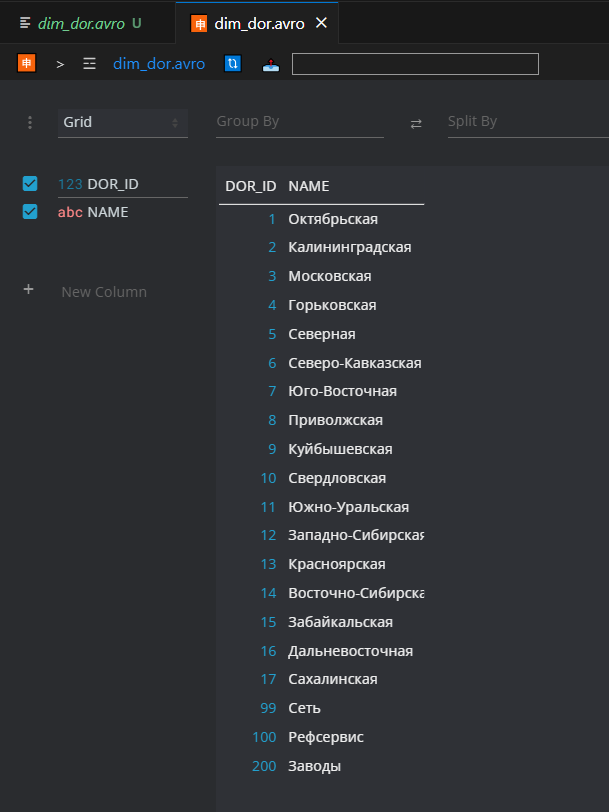 dim_dor.avro U
dim_dor.avro
> dim_dor.avro
Grid
Group By
Split By
123 DOR_ID
abc NAME
New Column
DOR_ID NAME
1 Октябрьская
2 Калининградская
3 Московская
4 Горьковская
5 Северная
6 Северо-Кавказская
7 Юго-Восточная
8 Приволжская
9 Куйбышевская
10 Свердловская
11 Южно-Уральская
12 Западно-Сибирская
13 Красноярская
14 Восточно-Сибирска
15 Забайкальская
16 Дальневосточная
17 Сахалинская
99 Сеть
100 Рефсервис
200 Заводы